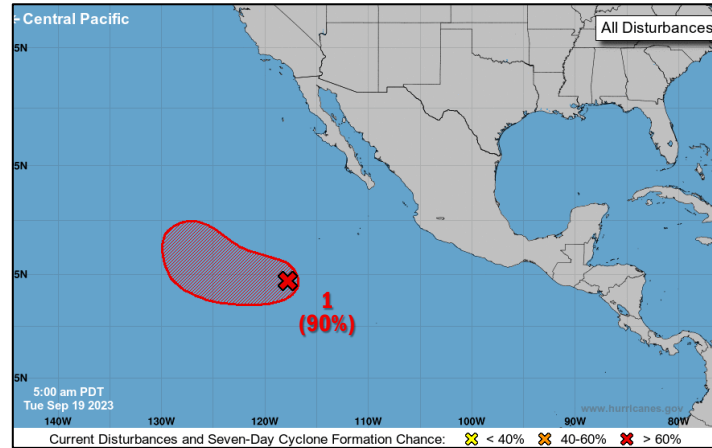 ←Central Pacific
All Disturbances
5N
5N
5N
5N
1
(90%)
5:00 am PDT
Tue Sep 19 2023
www.hurricanes.gov
140W 130W 120W 110W 100W 90W 80W
Current Disturbances and Seven-Day Cyclone Formation Chance: < 40% 40-60% > 60%